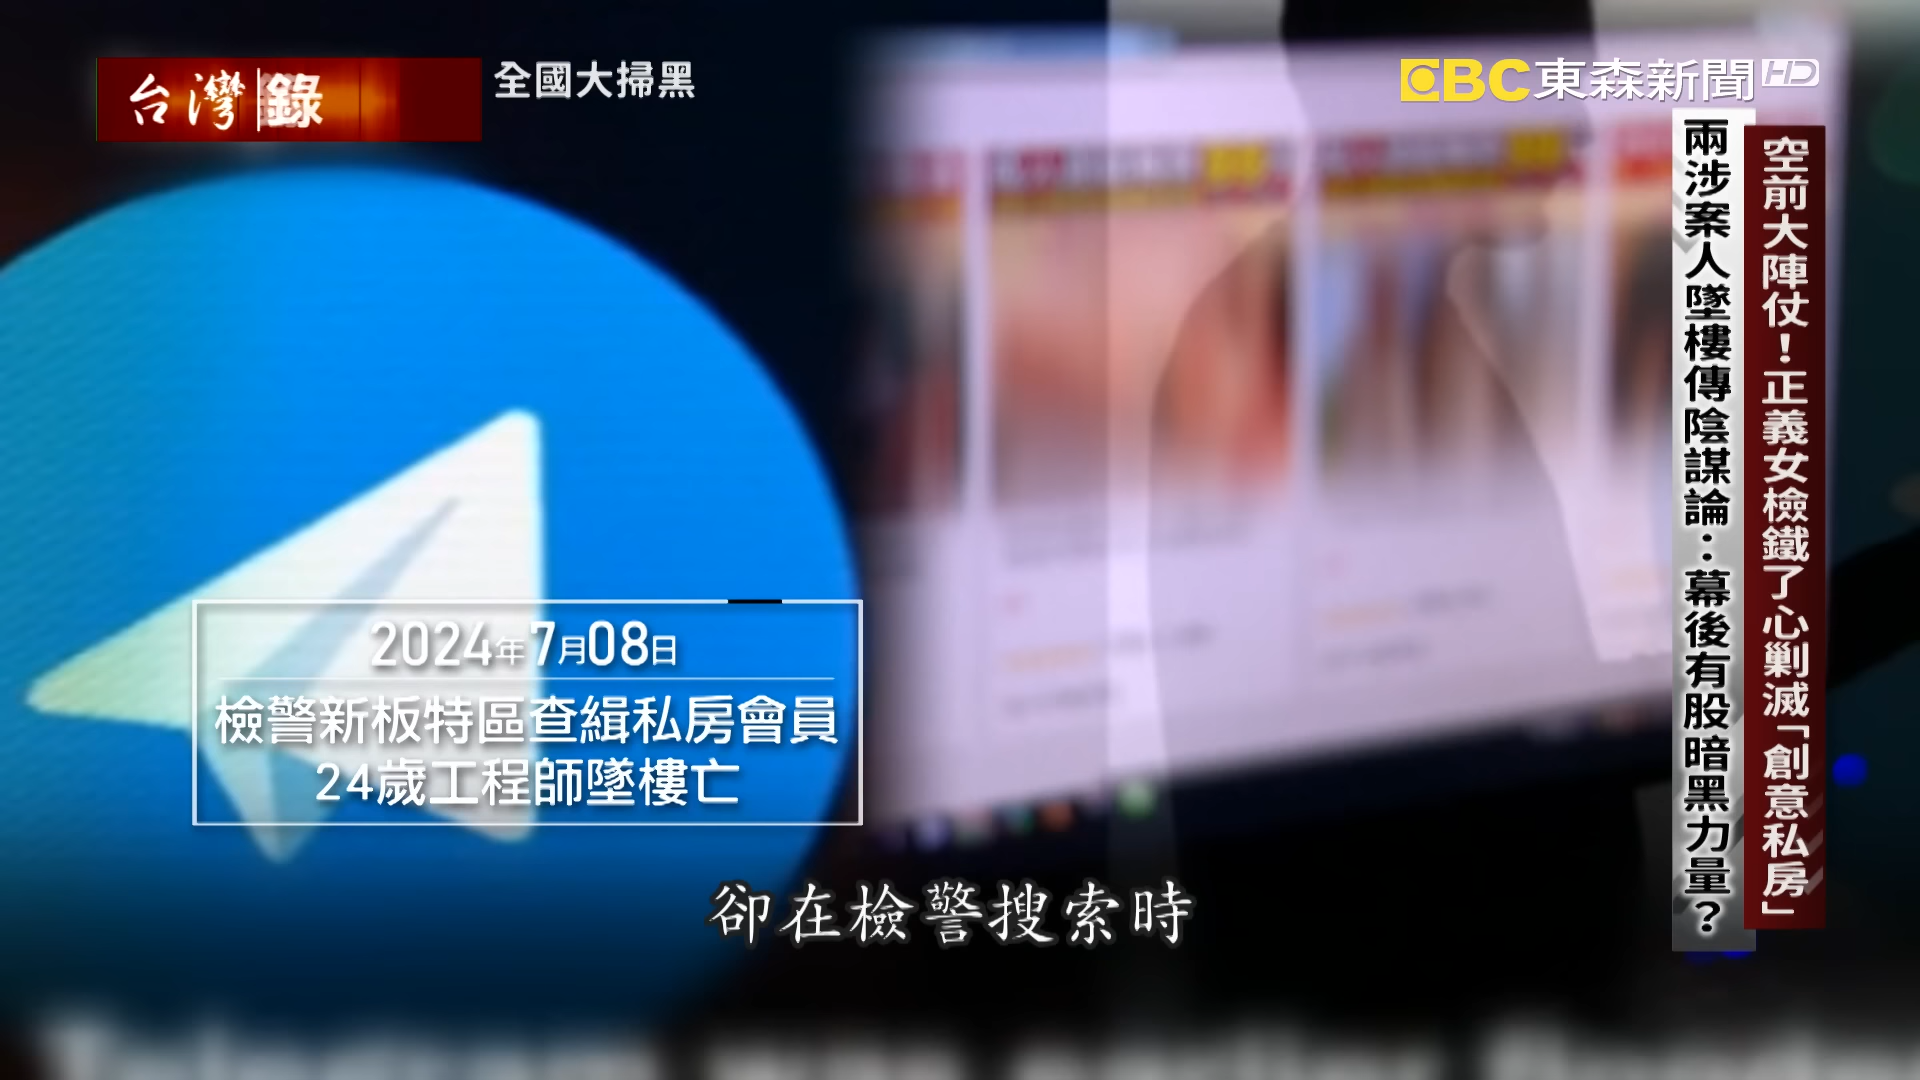 台灣錄
全國大掃黑
EBC東森新聞HD
空前大陣仗！正義女檢鐵了心剿滅「創意私房」
兩涉案人墜樓傳陰謀論：幕後有股暗黑力量？
2024年7月08日
檢警新板特區查緝私房會員
24歲工程師墜樓亡
卻在檢警搜索時